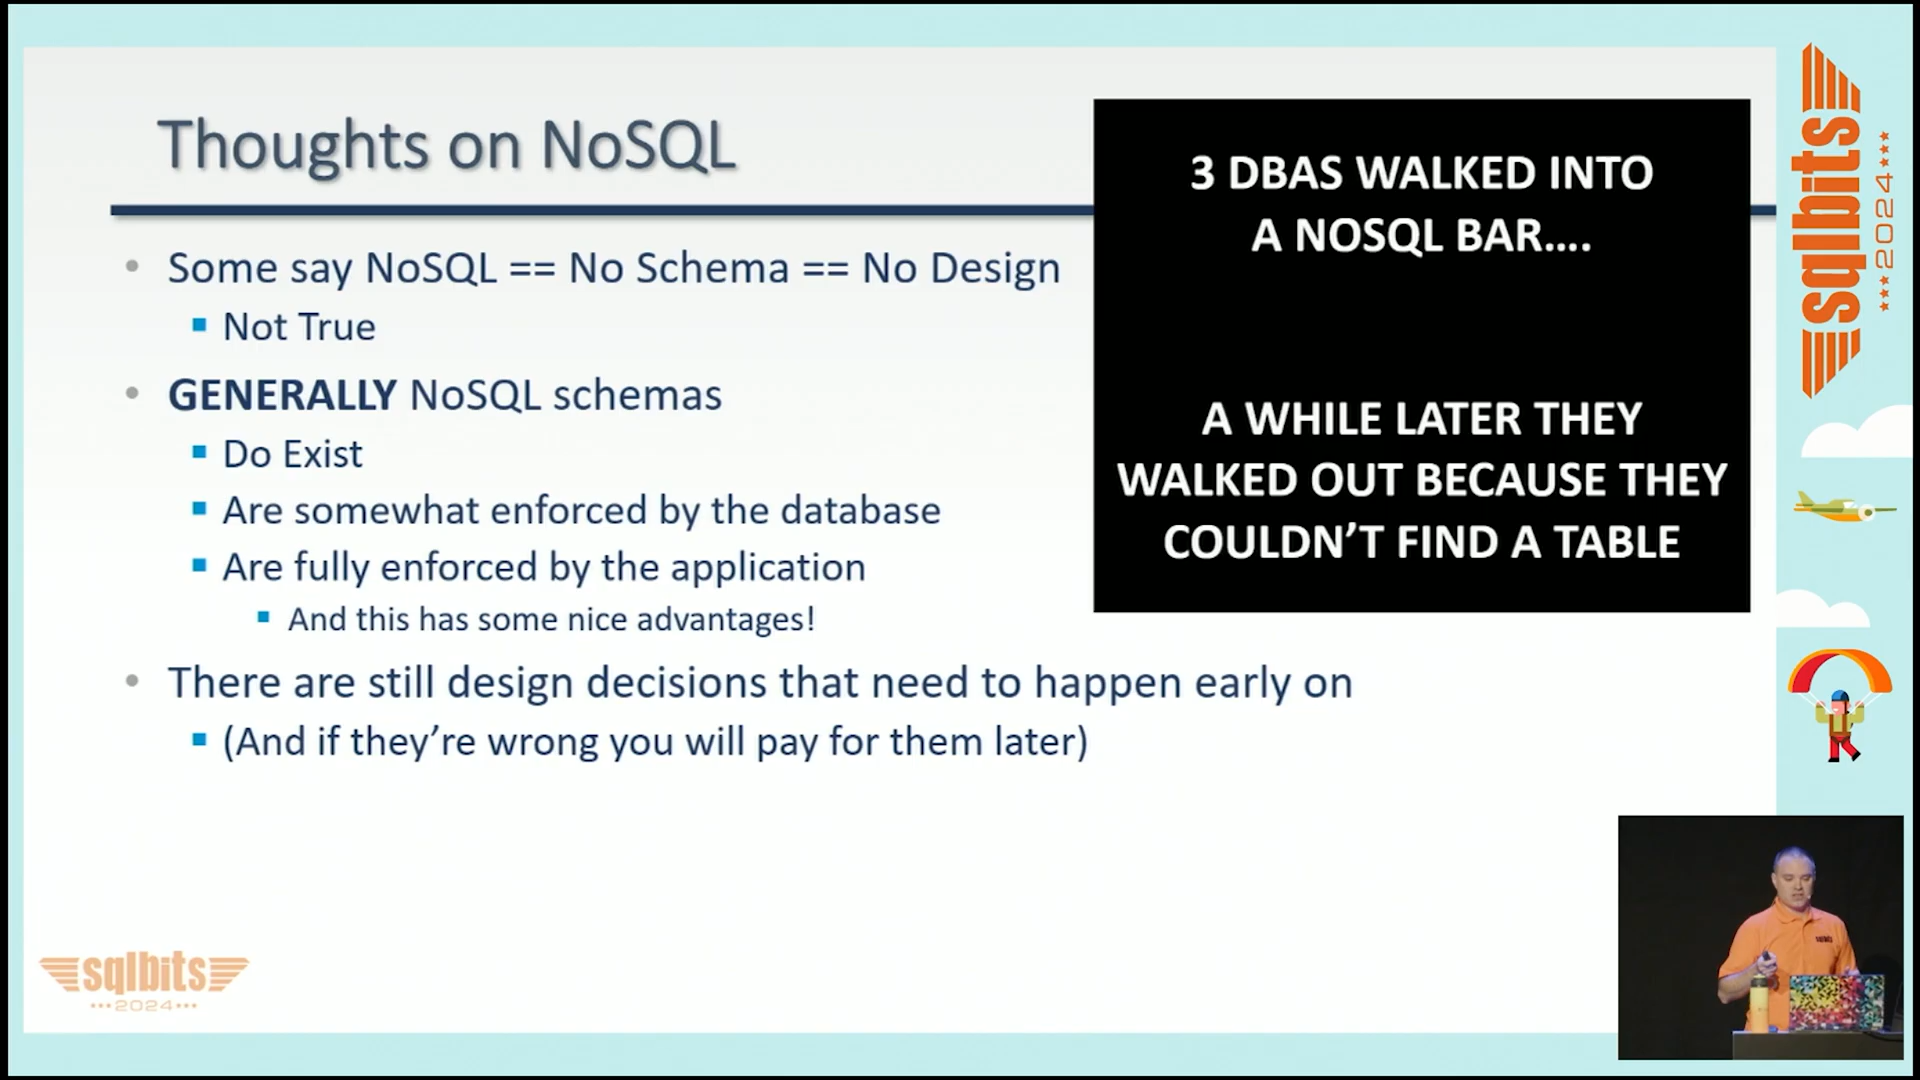 Thoughts on NoSQL
Some say NoSQL == No Schema == No Design
Not True
GENERALLY NoSQL schemas
Do Exist
Are somewhat enforced by the database
Are fully enforced by the application
And this has some nice advantages!
There are still design decisions that need to happen early on
(And if they’re wrong you will pay for them later)
3 DBAS WALKED INTO
A NOSQL BAR….
A WHILE LATER THEY
WALKED OUT BECAUSE THEY
COULDN’T FIND A TABLE
sqlbits
2024
sqlbits
2024